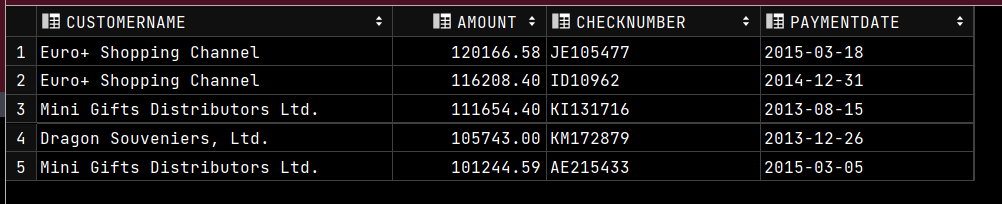 CUSTOMERNAME AMOUNT CHECKNUMBER PAYMENTDATE
1 Euro+ Shopping Channel 120166.58 JE105477 2015-03-18
2 Euro+ Shopping Channel 116208.40 ID10962 2014-12-31
3 Mini Gifts Distributors Ltd. 111654.40 KI131716 2013-08-15
4 Dragon Souveniers, Ltd. 105743.00 KM172879 2013-12-26
5 Mini Gifts Distributors Ltd. 101244.59 AE215433 2015-03-05